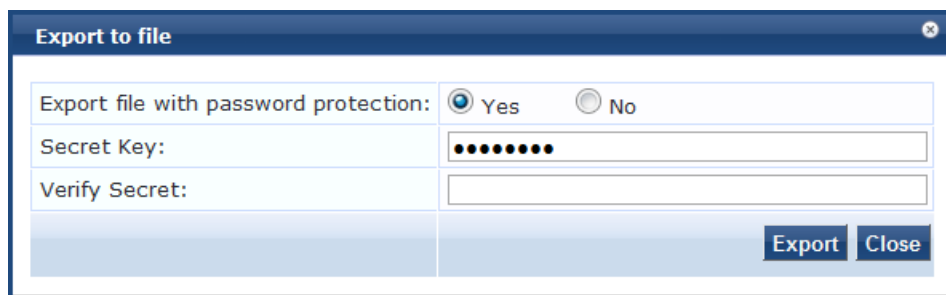 Export to file
Export file with password protection: Yes No
Secret Key: ••••••••
Verify Secret:
Export Close